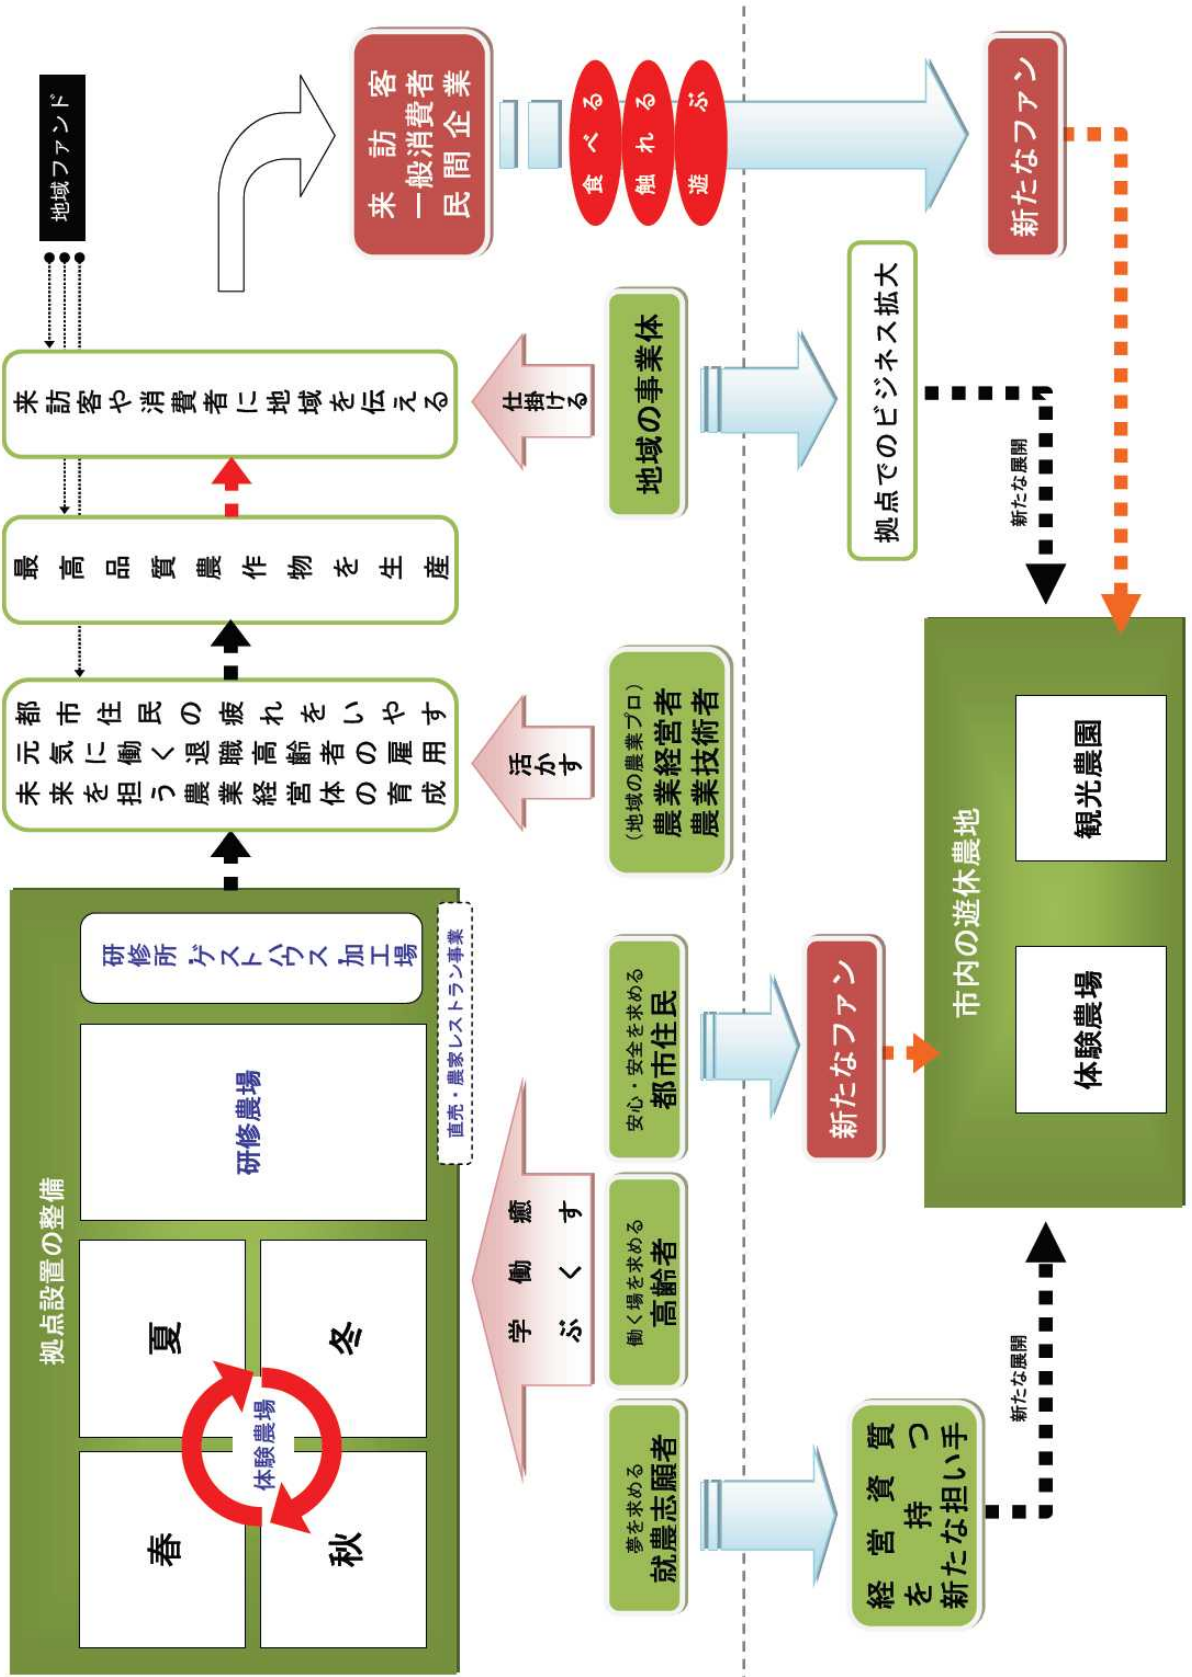 拠点設置の整備
春
夏
秋
冬
体験農場
研修農場
研修所・ゲストハウス・加工場
直売・農家レストラン事業
都市住民の疲れをいやす
元気に働く退職高齢者の雇用
未来を担う農業経営体の育成
最高品質農作物を生産
来訪客や消費者に地域を伝える
地域ファンド
来訪客
一般消費者
民間企業
学ぶ
働く
癒す
活かす
仕掛ける
食べる
触れる
遊ぶ
夢を求める
就農志願者
働く場を求める
高齢者
安心・安全を求める
都市住民
(地域の農業プロ)
農業経営者
農業技術者
地域の事業体
経営資質
を持つ
新たな担い手
新たなファン
拠点でのビジネス拡大
新たなファン
新たな展開
新たな展開
市内の遊休農地
体験農場
観光農園